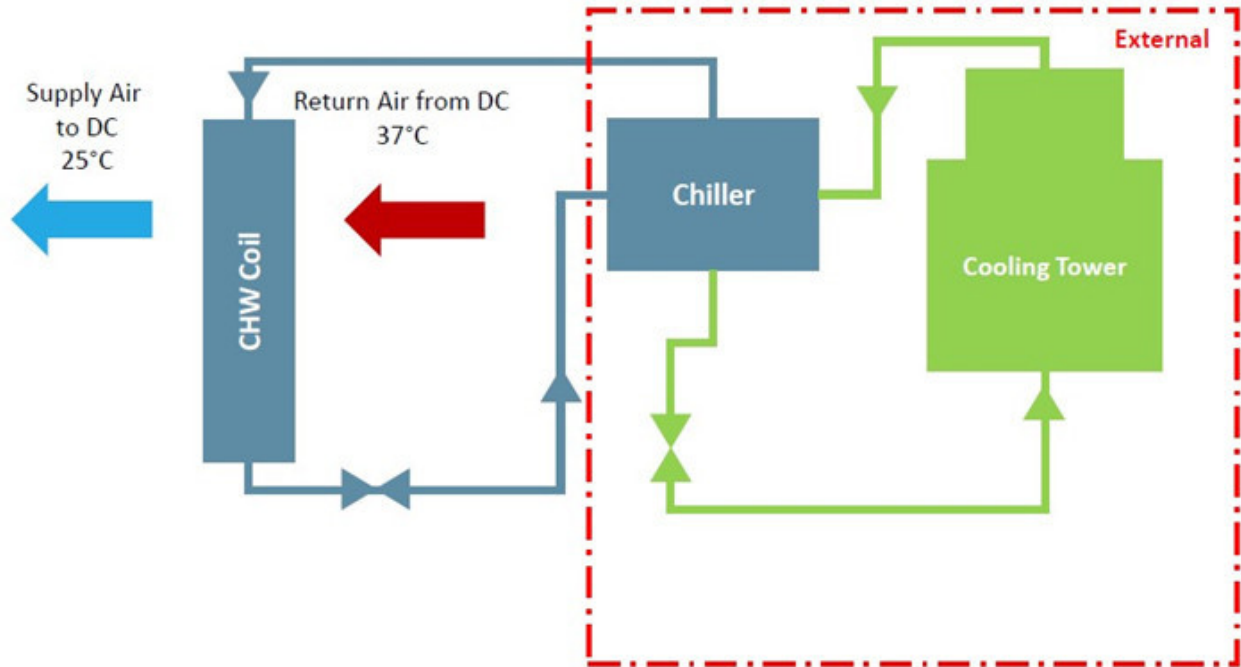 External
Supply Air
to DC
25°C
Return Air from DC
37°C
Chiller
CHW Coil
Cooling Tower